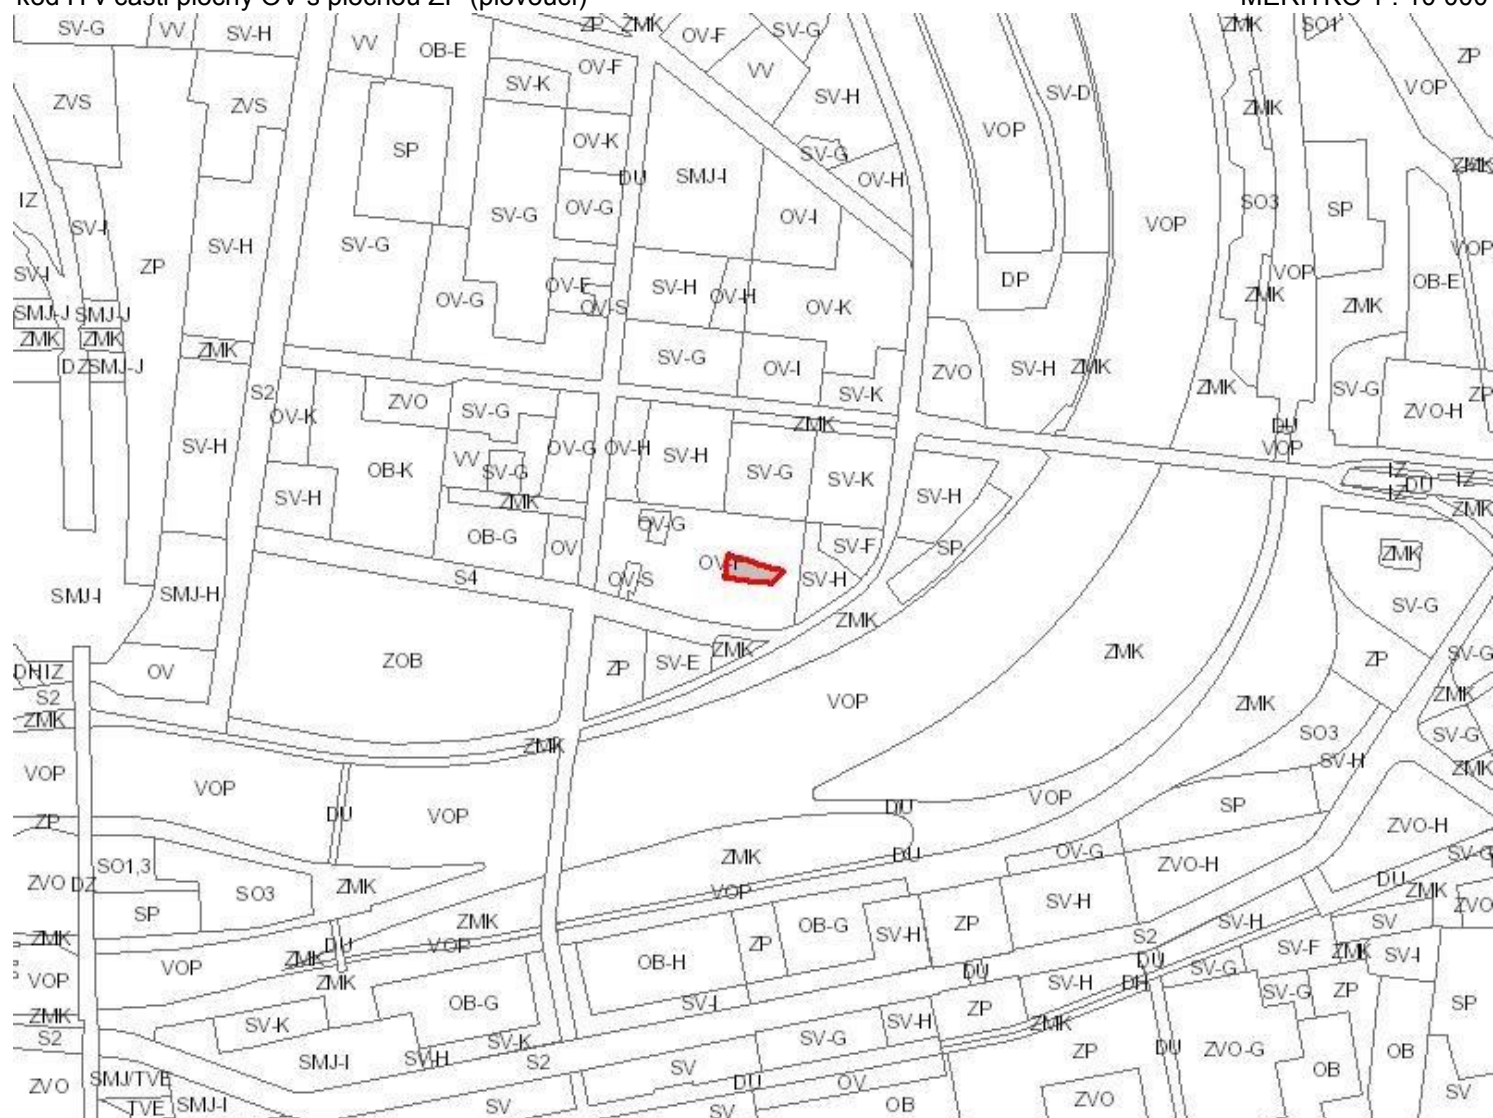 kód H v části plochy OV s plochou ZP (plovoucí) MĚŘÍTKO 1 : 10 000
SV-G VV SV-H VV OB-E ZP ZMK OV-F SV-G ZMK SO1 ZP
OV-F VV VOP
SV-K SV-H SV-D
ZVS ZVS ZMK
SP OV-K VOP
SV-G ZMK
DU SMJ-I OV-H
IZ SV-G OV-G OV-I SO3 SP
SV-I SV-H SV-G VOP VOP
ZP
SV-I OV-F SV-H OV-H DP VOP OB-E
OV-G OV-S OV-K ZMK ZMK
SMJ-J SMJ-J
ZMK ZMK ZMK
DZ SMJ-J SV-G OV-I ZVO SV-H ZMK
S2 ZVO SV-G SV-K ZMK SV-G ZP
OV-K ZMK ZVO-H
DU
SV-H OV-G OV-H SV-H VOP
OB-K VV SV-G SV-G SV-K IZ IZ
DU
SV-H ZMK SV-H IZ
OV-G ZMK
OB-G OV SV-F SP ZMK
OV-I
S4 OV-S SV-H
SMJ-I SMJ-H SV-G
ZMK
OV ZOB ZP SV-E ZMK ZMK ZP SV-G
DH IZ
S2 VOP ZMK ZMK
ZMK ZMK SO3 SV-G
SV-H
VOP VOP ZMK
VOP
DU VOP DU SP
ZP ZVO-H
SO1,3 ZMK DU OV-G ZVO-H SV-G
ZVO DZ SO3 ZMK VOP DU ZMK
SP ZMK OB-G ZP SV-H SV-H SV ZVO
ZMK DU VOP ZP SV-H S2 SV-F ZMK SV-I
ZMK
VOP VOP OB-H DU DU SV-G
ZMK SV-H DH SV-G ZP
OB-G SV-I ZP SP
ZMK SV-K SV-H ZMK
S2 SV-K SV-G
SMJ-I SV-H S2 ZP DU ZVO-G OB
SV OB
ZVO SMJ/TVE DU OV
TVE SMJ-I SV SV OB ZVO SV